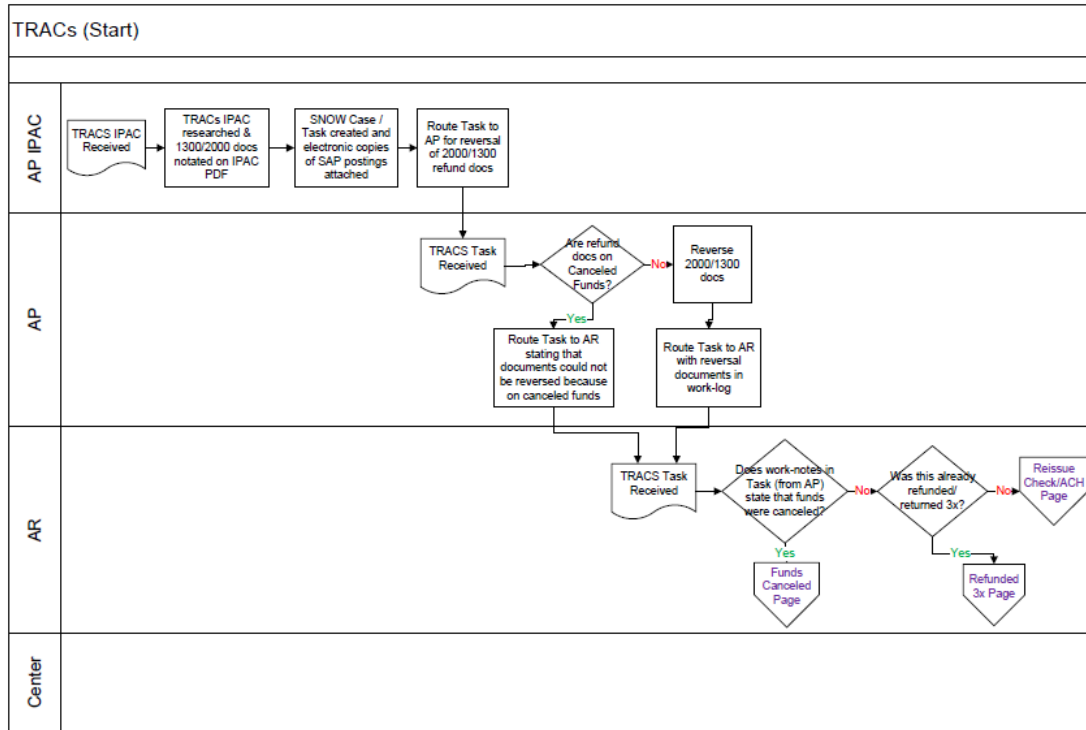 TRACs (Start)
AP IPAC
TRACS IPAC
Received
TRACs IPAC
researched &
1300/2000 docs
notated on IPAC
PDF
SNOW Case /
Task created and
electronic copies
of SAP postings
attached
Route Task to
AP for reversal
of 2000/1300
refund docs
AP
TRACS Task
Received
Are refund
docs on
Canceled
Funds?
No
Reverse
2000/1300
docs
Yes
Route Task to AR
stating that
documents could not
be reversed because
on canceled funds
Route Task to AR
with reversal
documents in
work-log
AR
TRACS Task
Received
Does work-notes in
Task (from AP)
state that funds
were canceled?
No
Was this already
refunded/
returned 3x?
No
Reissue
Check/ACH
Page
Yes
Funds
Canceled
Page
Yes
Refunded
3x Page
Center